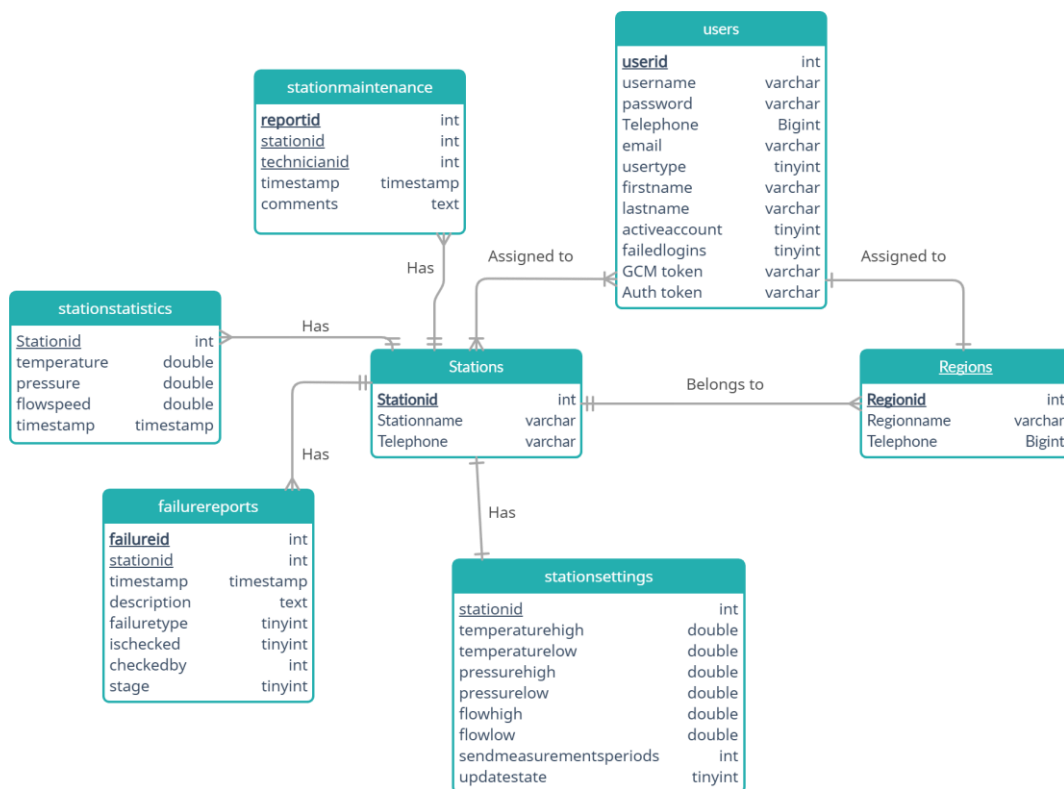 users
userid int
username varchar
password varchar
Telephone Bigint
email varchar
usertype tinyint
firstname varchar
lastname varchar
activeaccount tinyint
failedlogins tinyint
GCM token varchar
Auth token varchar
stationmaintenance
reportid int
stationid int
technicianid int
timestamp timestamp
comments text
Has
Assigned to
Assigned to
stationstatistics
Stationid int
temperature double
pressure double
flowspeed double
timestamp timestamp
Has
Stations
Stationid int
Stationname varchar
Telephone varchar
Belongs to
Regions
Regionid int
Regionname varchar
Telephone Bigint
Has
failurereports
failureid int
stationid int
timestamp timestamp
description text
failuretype tinyint
ischecked tinyint
checkedby int
stage tinyint
Has
stationsettings
stationid int
temperaturehigh double
temperaturelow double
pressurehigh double
pressurelow double
flowhigh double
flowlow double
sendmeasurementsperiods int
updatestate tinyint